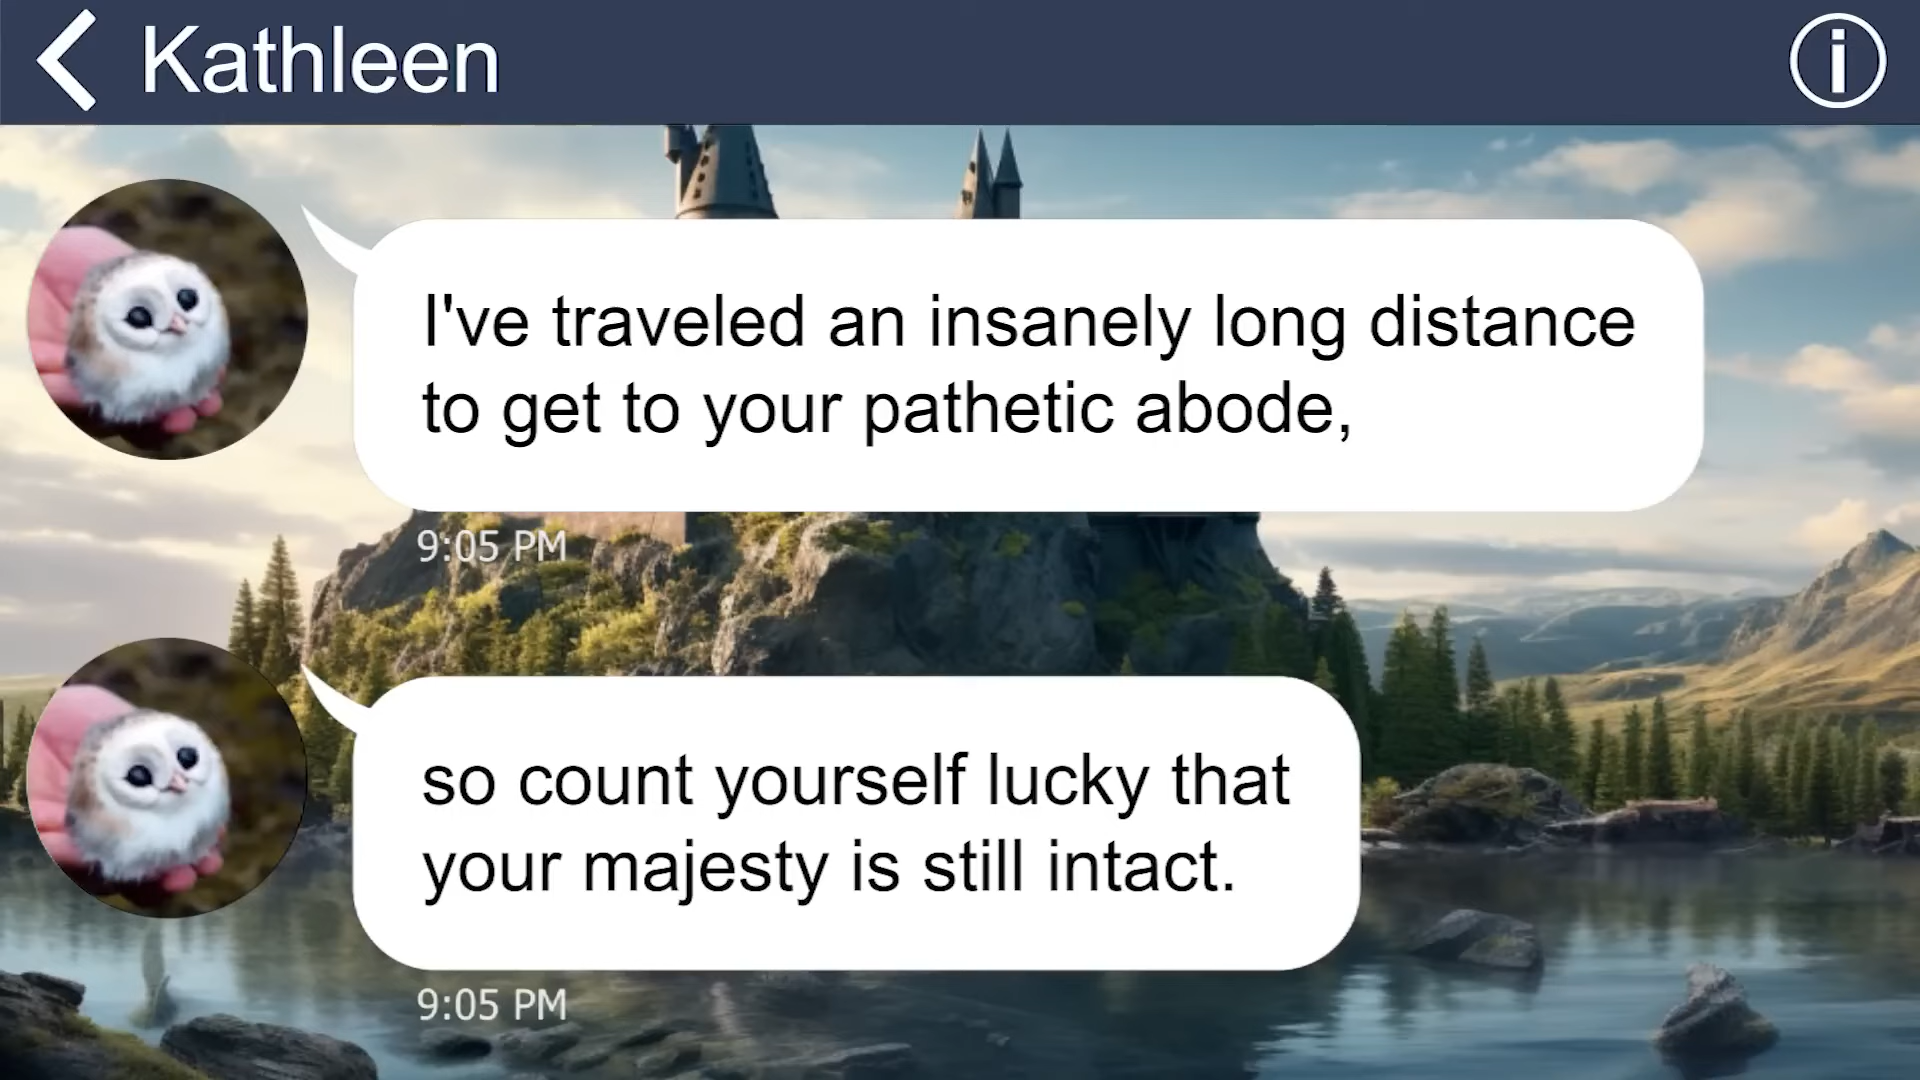 Kathleen
I've traveled an insanely long distance
to get to your pathetic abode,
9:05 PM
so count yourself lucky that
your majesty is still intact.
9:05 PM